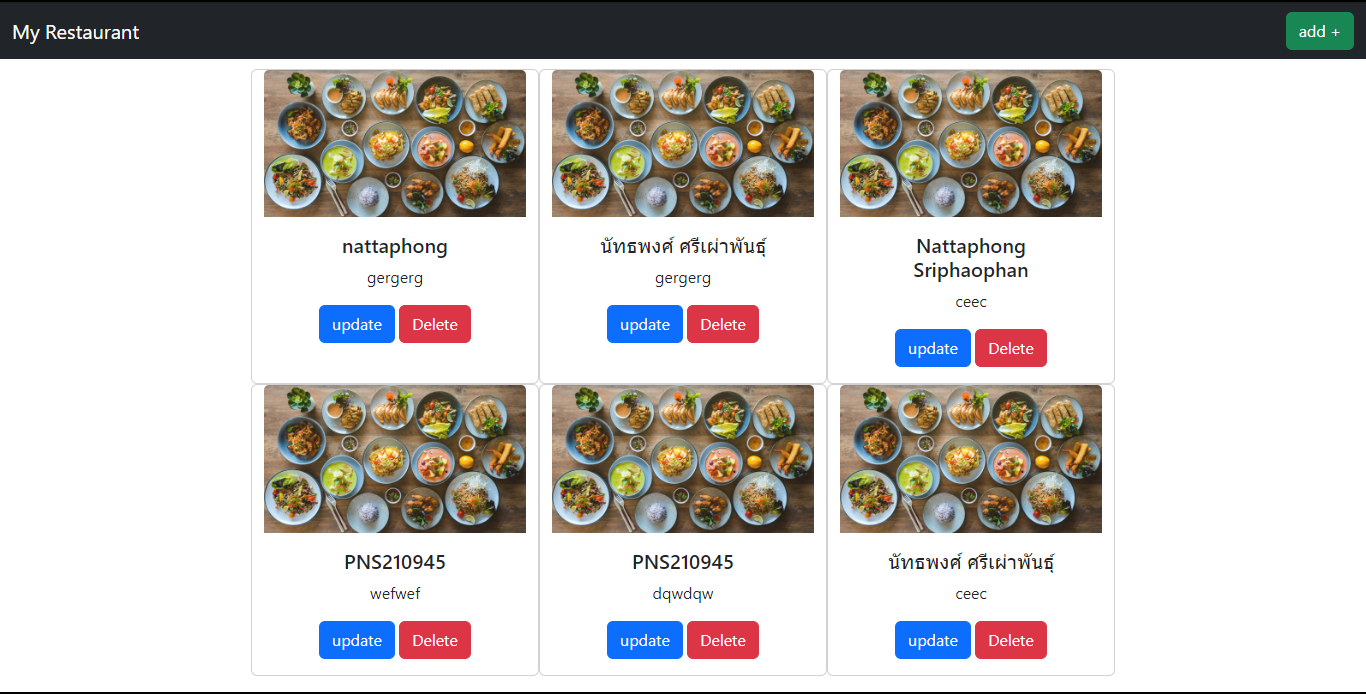 My Restaurant
add +
nattaphong
gergerg
update Delete
นัทธพงศ์ ศรีเผ่าพันธุ์
gergerg
update Delete
Nattaphong
Sriphaophan
ceec
update Delete
PNS210945
wefwef
update Delete
PNS210945
dqwdqw
update Delete
นัทธพงศ์ ศรีเผ่าพันธุ์
ceec
update Delete